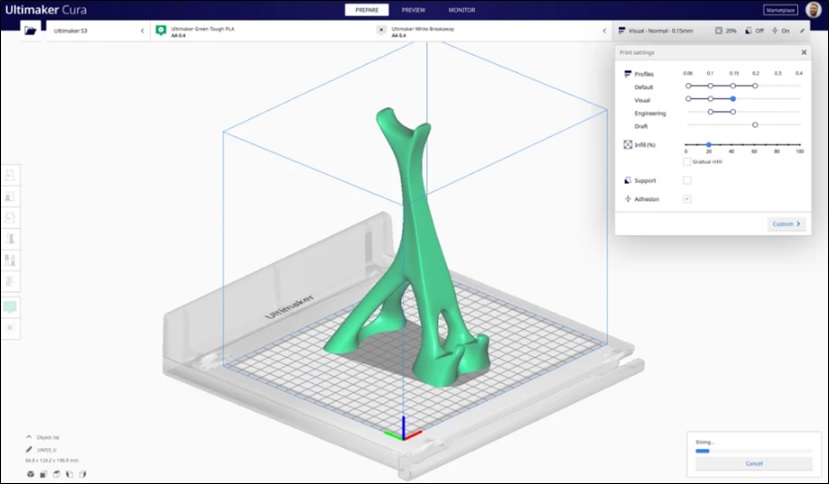 Ultimaker Cura
PREPARE
PREVIEW
MONITOR
Marketplace
Ultimaker S3
Ultimaker Green Tough PLA
AA 0.4
Ultimaker White Breakaway
AA 0.4
Visual - Normal - 0.15mm
20%
Off
On
Print settings
Profiles
0.06 0.1 0.15 0.2 0.3 0.4
Default
Visual
Engineering
Draft
Infill (%)
0 20 40 60 80 100
Gradual infill
Support
Adhesion
Custom
Ultimaker
Object list
Slicing...
Cancel